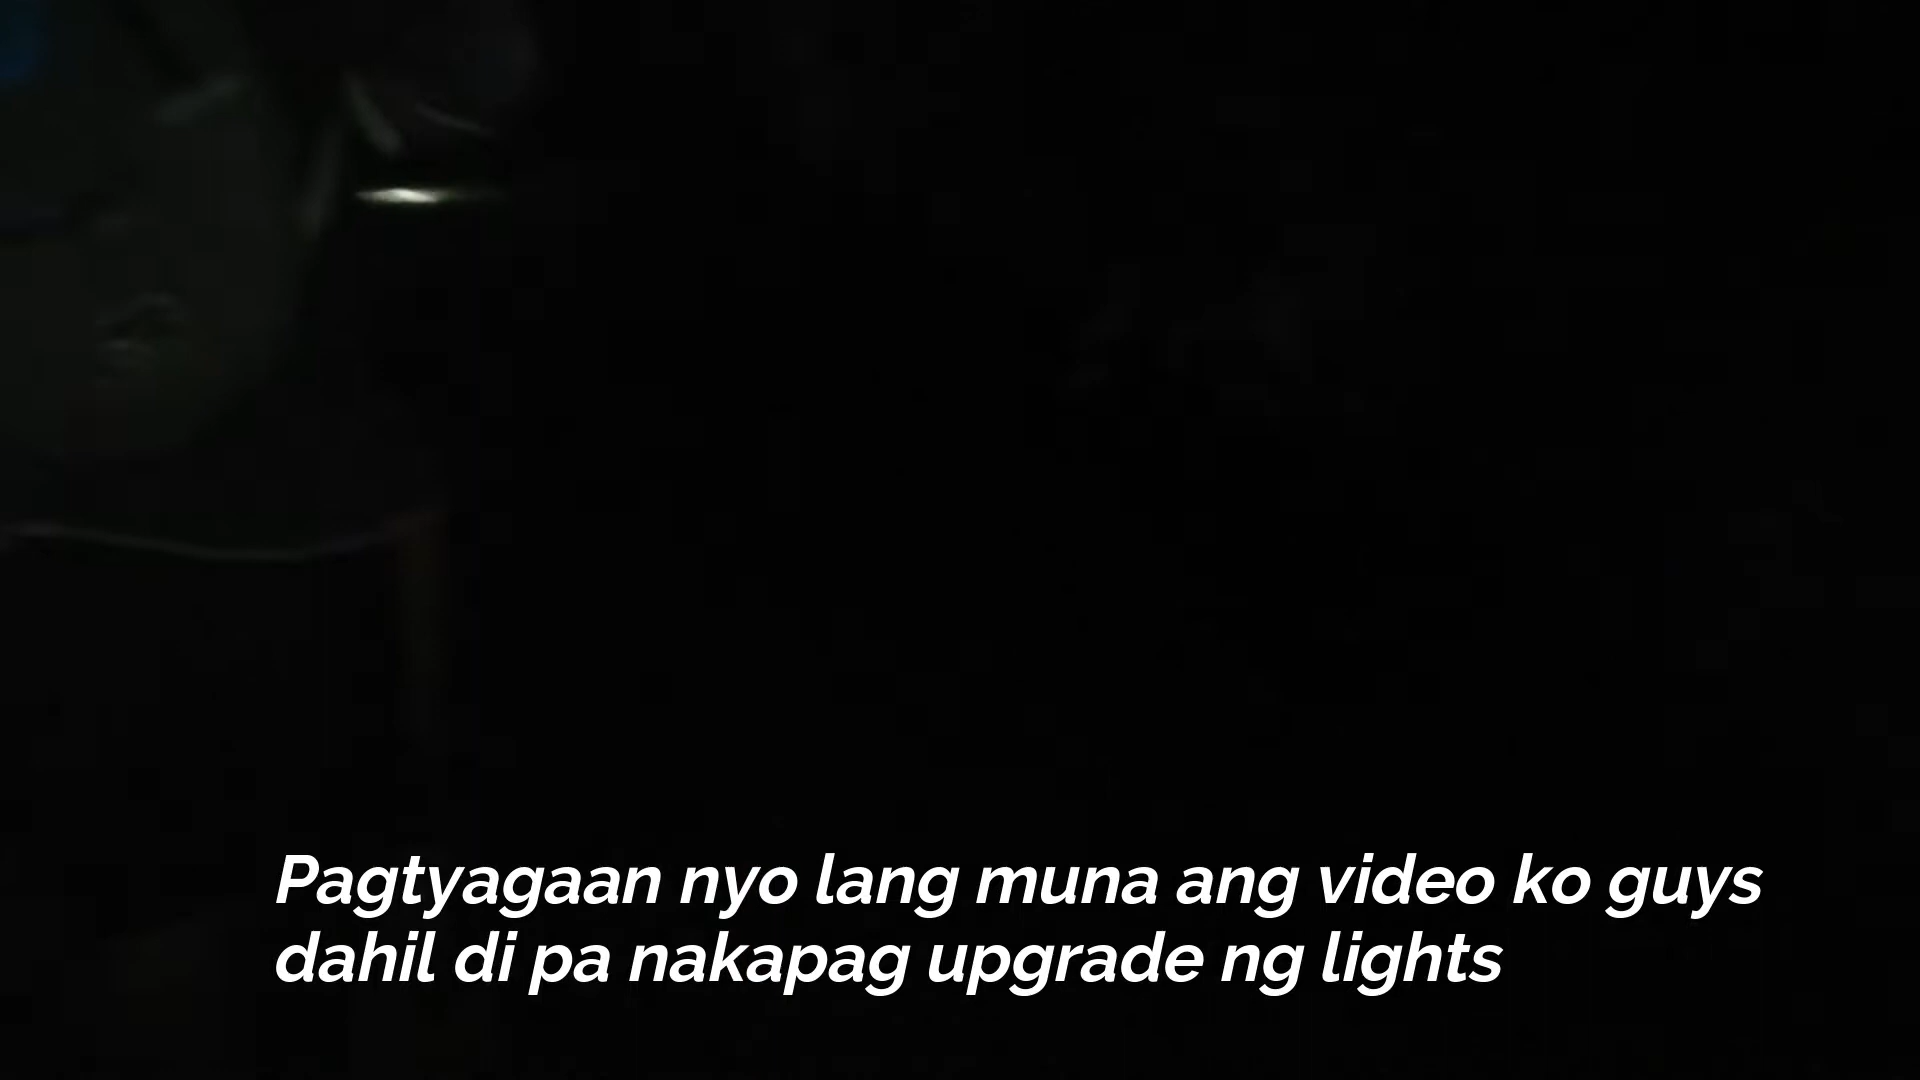 Pagtyagaan nyo lang muna ang video ko guys
dahil di pa nakapag upgrade ng lights